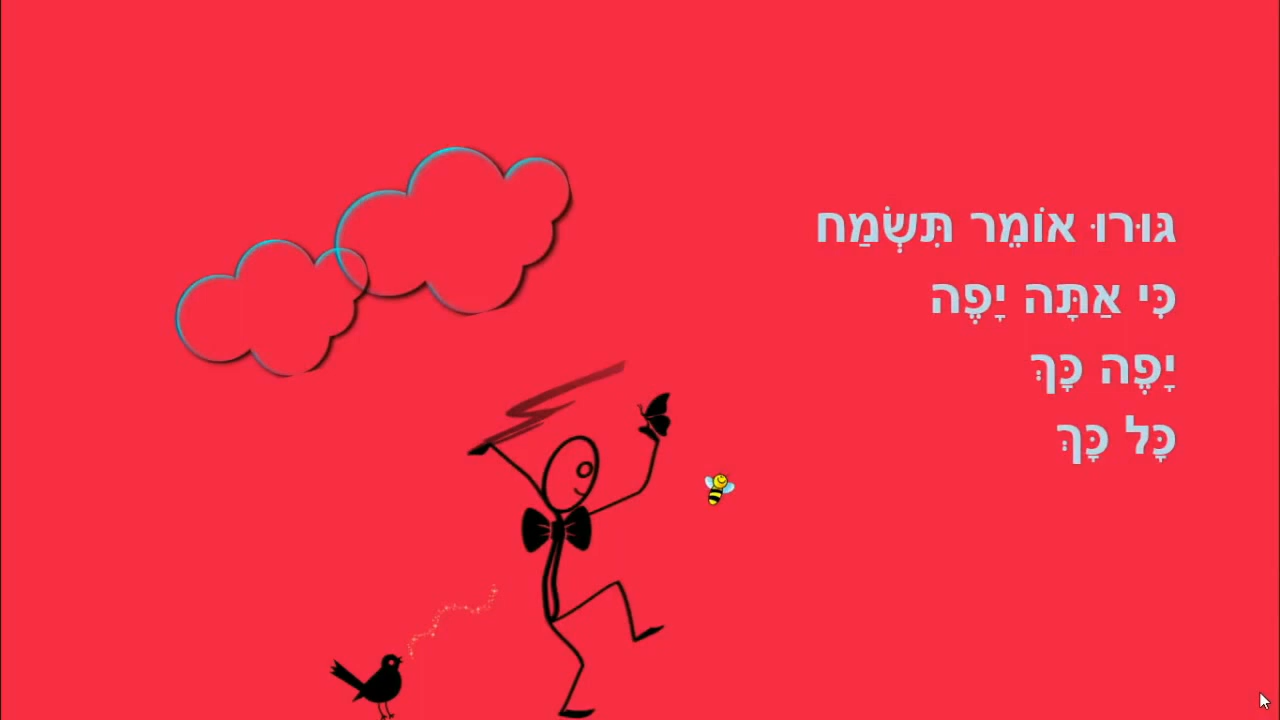 גּוּרוּ אוֹמֵר תִּשְׂמַח
כִּי אַתָּה יָפֶה
יָפֶה כָּךְ
כָּל כָּךְ